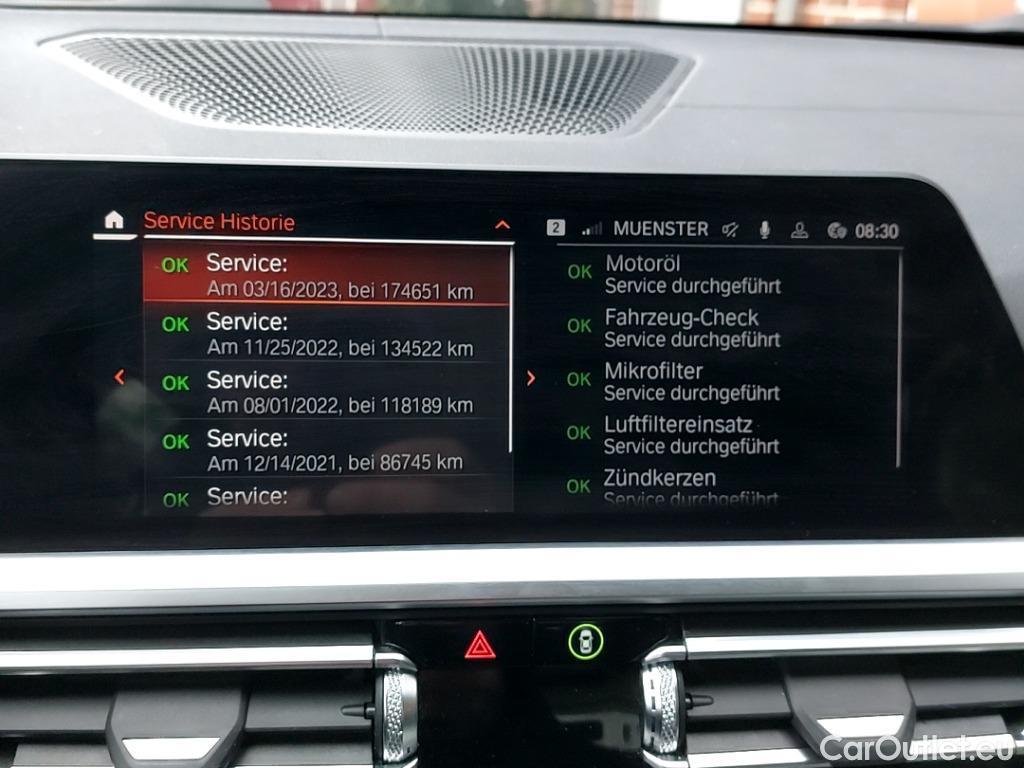 Service Historie
OK Service:
Am 03/16/2023, bei 174651 km
OK Service:
Am 11/25/2022, bei 134522 km
OK Service:
Am 08/01/2022, bei 118189 km
OK Service:
Am 12/14/2021, bei 86745 km
OK Service:
2 MUENSTER 08:30
OK Motoröl
Service durchgeführt
OK Fahrzeug-Check
Service durchgeführt
OK Mikrofilter
Service durchgeführt
OK Luftfiltereinsatz
Service durchgeführt
OK Zündkerzen
Service durchgeführt
CarOutlet.eu